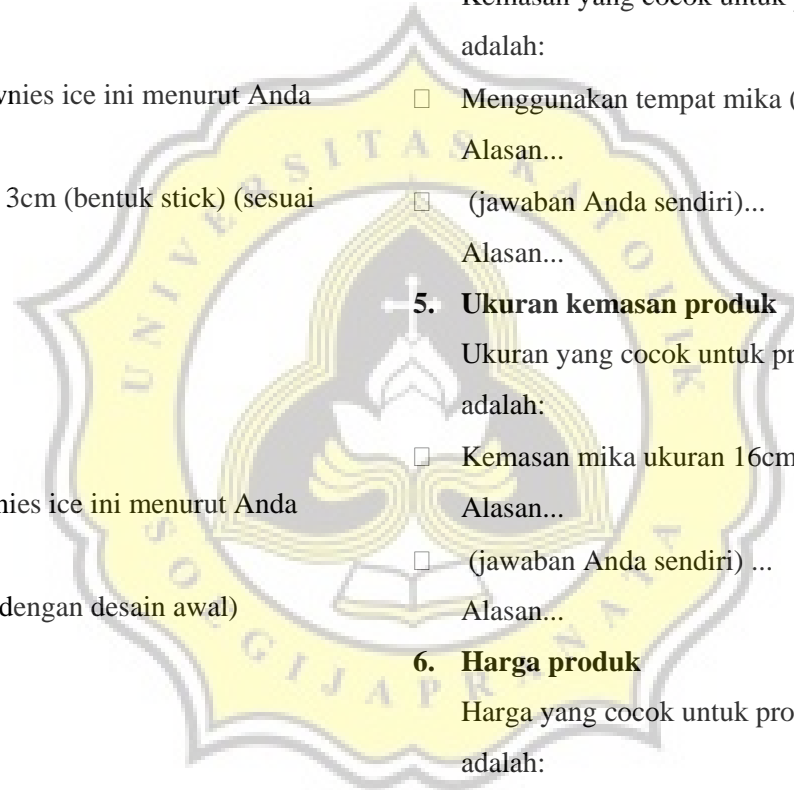 wnies ice ini menurut Anda
3cm (bentuk stick) (sesuai
nies ice ini menurut Anda
dengan desain awal)
Kemasan yang cocok untuk
adalah:
□ Menggunakan tempat mika (
Alasan...
□ (jawaban Anda sendiri)...
Alasan...
5. Ukuran kemasan produk
Ukuran yang cocok untuk pr
adalah:
□ Kemasan mika ukuran 16cm
Alasan...
□ (jawaban Anda sendiri) ...
Alasan...
6. Harga produk
Harga yang cocok untuk pro
adalah:
UNIVERSITAS KATOLIK
SOEGIJAPRANATA